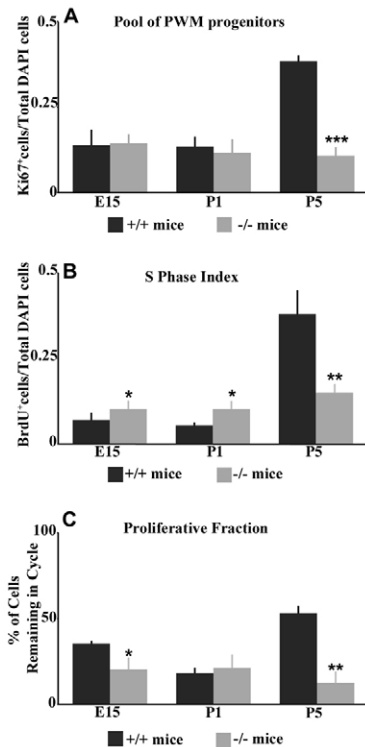 A Pool of PWM progenitors
0.5
0.25
0
Ki67⁺cells/Total DAPI cells
***
E15 P1 P5
+/+ mice -/- mice
B S Phase Index
0.5
0.25
0
BrdU⁺cells/Total DAPI cells
* * **
E15 P1 P5
+/+ mice -/- mice
C Proliferative Fraction
100
50
0
% of Cells
Remaining in Cycle
* **
E15 P1 P5
+/+ mice -/- mice